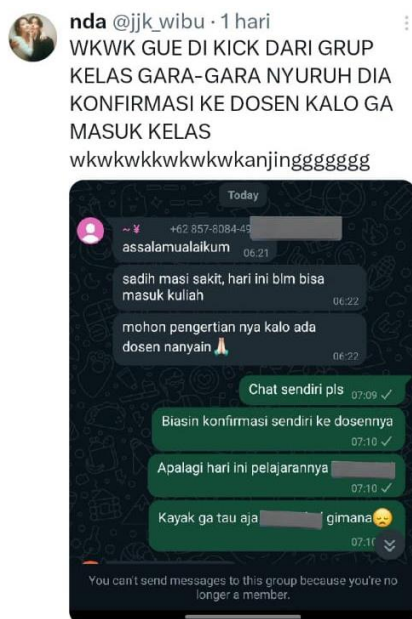 nda @jjk_wibu · 1 hari
WKWK GUE DI KICK DARI GRUP
KELAS GARA-GARA NYURUH DIA
KONFIRMASI KE DOSEN KALO GA
MASUK KELAS
wkwkwkkwkwkwkanjinggggggg
Today
~ ¥ +62 857-8084-49
assalamualaikum 06:21
sadih masi sakit, hari ini blm bisa
masuk kuliah 06:22
mohon pengertian nya kalo ada
dosen nanyain🙏🏻 06:22
Chat sendiri pls 07:09
Biasin konfirmasi sendiri ke dosennya
07:10
Apalagi hari ini pelajarannya
07:10
Kayak ga tau aja gimana😞
07:10
You can't send messages to this group because you're no
longer a member.